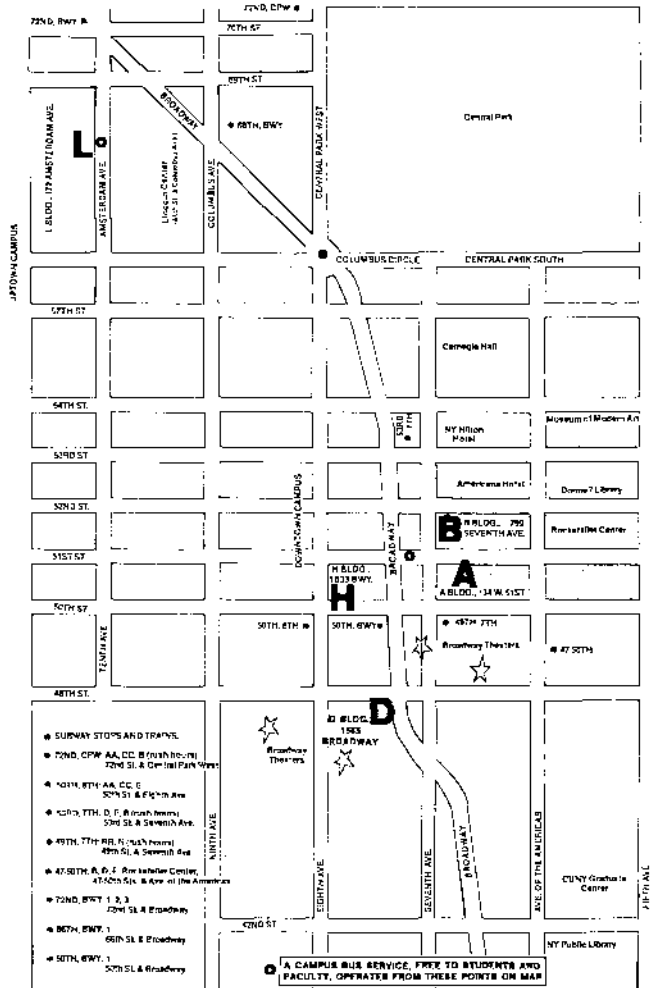 72ND, BWY
72ND, CPW
70TH ST
69TH ST
BROADWAY
66TH, BWY
CENTRAL PARK WEST
Central Park
L
L BLDG., 172 AMSTERDAM AVE.
AMSTERDAM AVE.
Lincoln Center
COLUMBUS AVE.
UPTOWN CAMPUS
COLUMBUS CIRCLE
CENTRAL PARK SOUTH
57TH ST
Carnegie Hall
54TH ST.
53RD
7TH
NY Hilton
Hotel
Museum of Modern Art
53RD ST
Americana Hotel
Donnell Library
52ND ST
DOWNTOWN CAMPUS
BROADWAY
B
SEVENTH AVE.
Rockefeller Center
51ST ST
H BLDG.,
1633 BWY.
H
A
A BLDG., 134 W. 51ST
50TH ST
50TH, 8TH
50TH, BWY
49TH, 7TH
Broadway Theaters
47-50TH
TENTH AVE
48TH ST.
D
D BLDG.,
1565
BROADWAY
Broadway
Theaters
SUBWAY STOPS AND TRAINS
72ND, CPW: AA, CC, B (rush hours)
72nd St. & Central Park West
50TH, 8TH: AA, CC, E
50th St. & Eighth Ave
53RD, 7TH: D, E, B (rush hours)
53rd St. & Seventh Ave.
49TH, 7TH: RR, N (rush hours)
49th St. & Seventh Ave
47-50TH, B, D, F Rockefeller Center,
47-50th Sts. & Ave. of the Americas
72ND, BWY. 1, 2, 3
72nd St. & Broadway
66TH, BWY. 1
66th St. & Broadway
50TH, BWY. 1
St. & Broadway
NINTH AVE
EIGHTH AVE.
SEVENTH AVE.
BROADWAY
AVE. OF THE AMERICAS
FIFTH AVE.
CUNY Graduate
Center
42ND ST
NY Public Library
A CAMPUS BUS SERVICE, FREE TO STUDENTS AND
FACULTY, OPERATES FROM THESE POINTS ON MAP